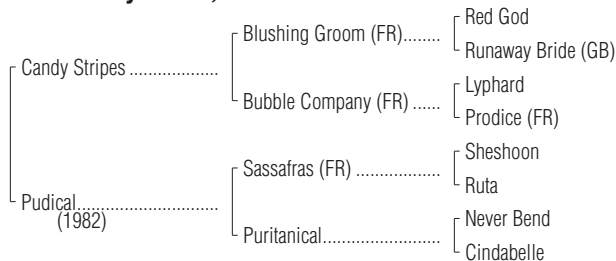 Red God
Blushing Groom (FR)........
Runaway Bride (GB)
Candy Stripes ...................
Lyphard
Bubble Company (FR) ......
Prodice (FR)
Sheshoon
Sassafras (FR) ..................
Ruta
Pudical................................
(1982)
Never Bend
Puritanical.........................
Cindabelle